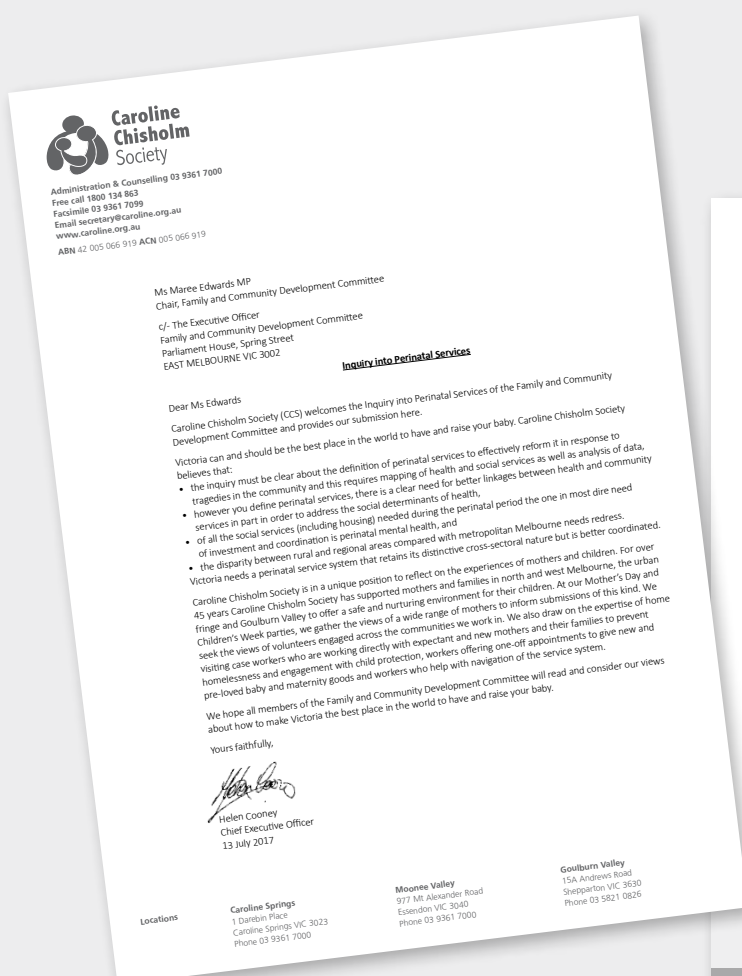 Caroline
Chisholm
Society
Administration & Counselling 03 9361 7000
Free call 1800 134 863
Facsimile 03 9361 7099
Email secretary@caroline.org.au
www.caroline.org.au
ABN 42 005 066 919 ACN 005 066 919
Ms Maree Edwards MP
Chair, Family and Community Development Committee
c/- The Executive Officer
Family and Community Development Committee
Parliament House, Spring Street
EAST MELBOURNE VIC 3002
Inquiry into Perinatal Services
Dear Ms Edwards
Caroline Chisholm Society (CCS) welcomes the Inquiry into Perinatal Services of the Family and Community
Development Committee and provides our submission here.
Victoria can and should be the best place in the world to have and raise your baby. Caroline Chisholm Society
believes that:
• the inquiry must be clear about the definition of perinatal services to effectively reform it in response to
tragedies in the community and this requires mapping of health and social services as well as analysis of data,
• however you define perinatal services, there is a clear need for better linkages between health and community
services in part in order to address the social determinants of health,
• of all the social services (including housing) needed during the perinatal period the one in most dire need
of investment and coordination is perinatal mental health, and
• the disparity between rural and regional areas compared with metropolitan Melbourne needs redress.
Victoria needs a perinatal service system that retains its distinctive cross-sectoral nature but is better coordinated.
Caroline Chisholm Society is in a unique position to reflect on the experiences of mothers and children. For over
45 years Caroline Chisholm Society has supported mothers and families in north and west Melbourne, the urban
fringe and Goulburn Valley to offer a safe and nurturing environment for their children. At our Mother's Day and
Children's Week parties, we gather the views of a wide range of mothers to inform submissions of this kind. We
seek the views of volunteers engaged across the communities we work in. We also draw on the expertise of home
visiting case workers who are working directly with expectant and new mothers and their families to prevent
homelessness and engagement with child protection, workers offering one-off appointments to give new and
pre-loved baby and maternity goods and workers who help with navigation of the service system.
We hope all members of the Family and Community Development Committee will read and consider our views
about how to make Victoria the best place in the world to have and raise your baby.
Yours faithfully,
Helen Cooney
Chief Executive Officer
13 July 2017
Locations
Caroline Springs
1 Darebin Place
Caroline Springs VIC 3023
Phone 03 9361 7000
Moonee Valley
977 Mt Alexander Road
Essendon VIC 3040
Phone 03 9361 7000
Goulburn Valley
15A Andrews Road
Shepparton VIC 3630
Phone 03 5821 0826